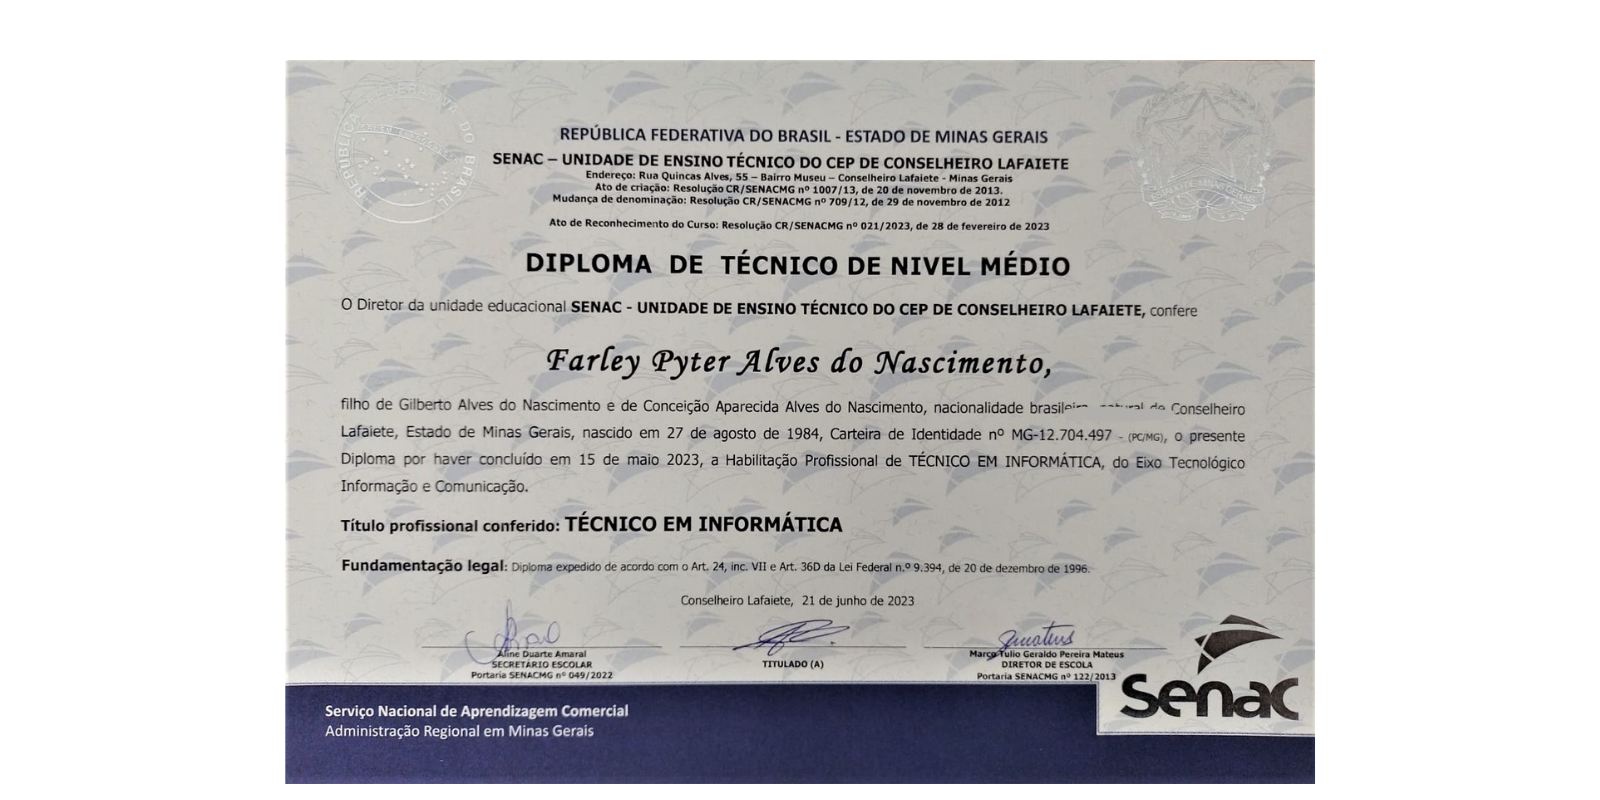 REPÚBLICA FEDERATIVA DO BRASIL
REPÚBLICA FEDERATIVA DO BRASIL - ESTADO DE MINAS GERAIS
SENAC – UNIDADE DE ENSINO TÉCNICO DO CEP DE CONSELHEIRO LAFAIETE
Endereço: Rua Quincas Alves, 55 – Bairro Museu – Conselheiro Lafaiete - Minas Gerais
Ato de criação: Resolução CR/SENACMG nº 1007/13, de 20 de novembro de 2013.
Mudança de denominação: Resolução CR/SENACMG nº 709/12, de 29 de novembro de 2012
Ato de Reconhecimento do Curso: Resolução CR/SENACMG nº 021/2023, de 28 de fevereiro de 2023
DIPLOMA DE TÉCNICO DE NIVEL MÉDIO
O Diretor da unidade educacional SENAC - UNIDADE DE ENSINO TÉCNICO DO CEP DE CONSELHEIRO LAFAIETE, confere
Farley Pyter Alves do Nascimento,
filho de Gilberto Alves do Nascimento e de Conceição Aparecida Alves do Nascimento, nacionalidade brasileira, natural de Conselheiro
Lafaiete, Estado de Minas Gerais, nascido em 27 de agosto de 1984, Carteira de Identidade nº MG-12.704.497 - (PC/MG), o presente
Diploma por haver concluído em 15 de maio 2023, a Habilitação Profissional de TÉCNICO EM INFORMÁTICA, do Eixo Tecnológico
Informação e Comunicação.
Título profissional conferido: TÉCNICO EM INFORMÁTICA
Fundamentação legal: Diploma expedido de acordo com o Art. 24, inc. VII e Art. 36D da Lei Federal n.º 9.394, de 20 de dezembro de 1996.
Conselheiro Lafaiete, 21 de junho de 2023
Aline Duarte Amaral
SECRETÁRIO ESCOLAR
Portaria SENACMG nº 049/2022
TITULADO (A)
Marco Tulio Geraldo Pereira Mateus
DIRETOR DE ESCOLA
Portaria SENACMG nº 122/2013
Senac
Serviço Nacional de Aprendizagem Comercial
Administração Regional em Minas Gerais